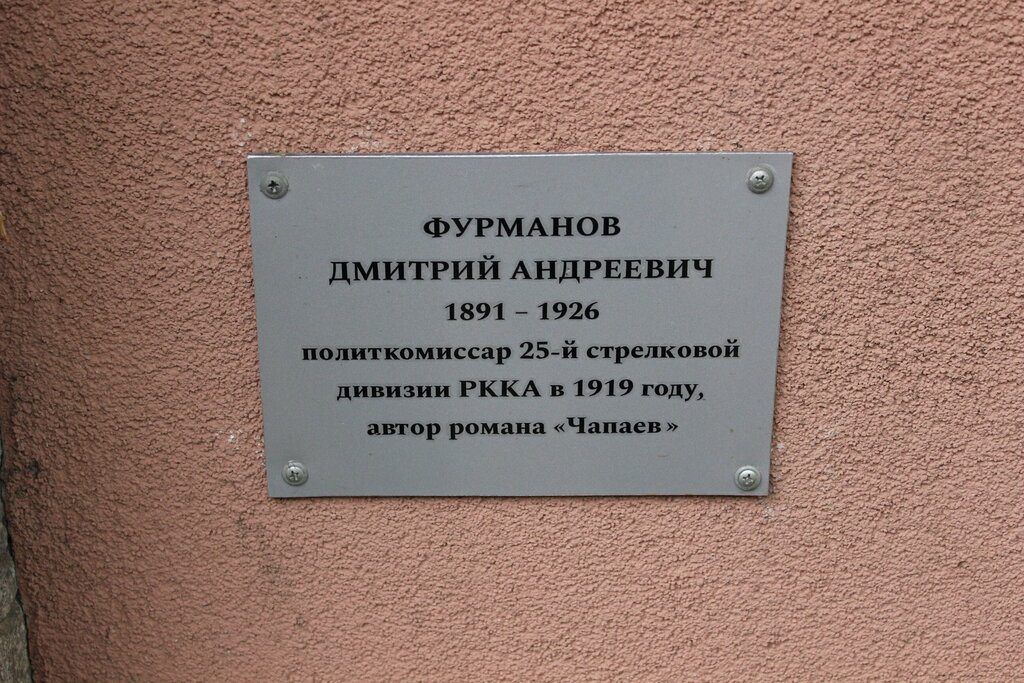 ФУРМАНОВ
ДМИТРИЙ АНДРЕЕВИЧ
1891 – 1926
политкомиссар 25-й стрелковой
дивизии РККА в 1919 году,
автор романа «Чапаев»